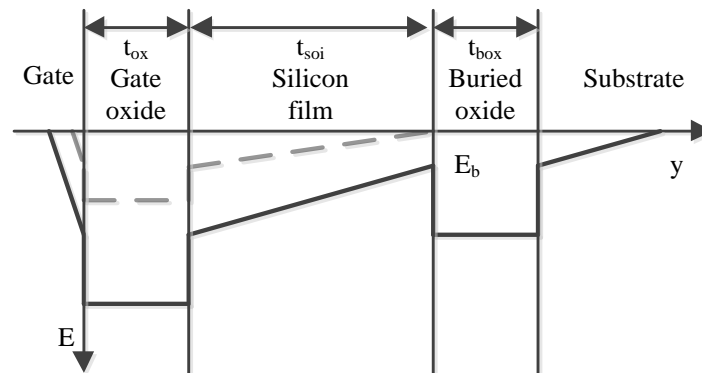 t_ox
t_soi
t_box
Gate
Gate
oxide
Silicon
film
Buried
oxide
Substrate
E_b
y
E